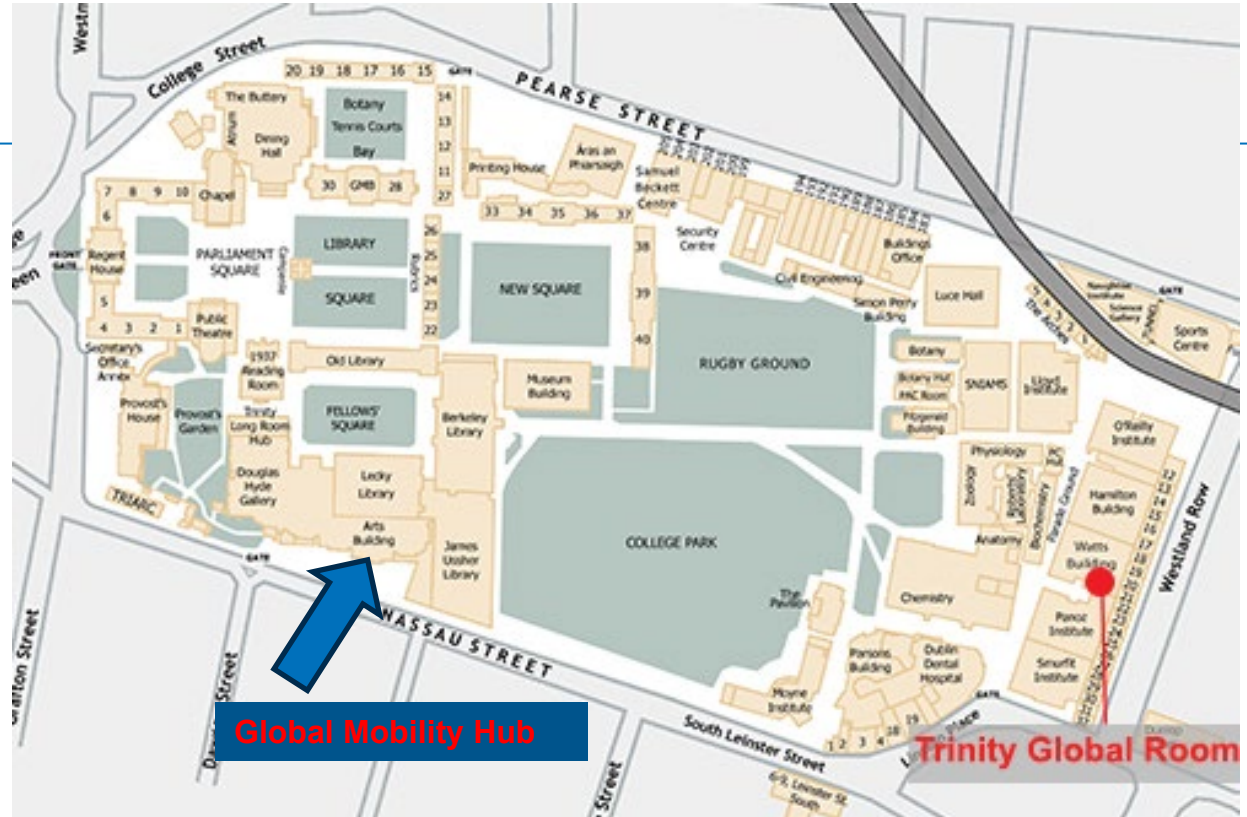 College Street
PEARSE STREET
20 19 18 17 16 15
GATE
The Buttery
Atrium
Dining
Hall
Botany
Tennis Courts
Bay
14
13
12
11
27
Printing House
Áras an
Phiarsaigh
Samuel
Beckett
Centre
Security
Centre
Buildings
Office
7 8 9 10
6
Chapel
30 GMB 28
33 34 35 36 37
FRONT
GATE
Regent
House
PARLIAMENT
SQUARE
Campanile
LIBRARY
SQUARE
26
25
24
23
22
Rubrics
NEW SQUARE
38
39
40
Civil Engineering
Simon Perry
Building
Luce Hall
The Arches
Naughton
Institute
Science
Gallery
GATE
Sports
Centre
5
4 3 2 1
Public
Theatre
Secretary's
Office
Annex
1937
Reading
Room
Old Library
RUGBY GROUND
Botany
Botany Hut
PAC Room
Fitzgerald
Building
SNIAMS
Lloyd
Institute
Provost's
House
Provost's
Garden
Trinity
Long Room
Hub
FELLOWS'
SQUARE
Berkeley
Library
Museum
Building
O'Reilly
Institute
Douglas
Hyde
Gallery
Lecky
Library
Physiology
Zoology
Biochemistry
Anatomy
Parade Ground
Hamilton
Building
Westland Row
TRIARC
Arts
Building
James
Ussher
Library
COLLEGE PARK
Watts
Building
GATE
NASSAU STREET
The
Pavilion
Chemistry
Panoz
Institute
Smurfit
Institute
Parsons
Building
Dublin
Dental
Hospital
Moyne
Institute
GATE
Grafton Street
Street
Global Mobility Hub
South Leinster Street
1 2 3 4 18 19
Place
Trinity Global Room
Street
6-9, Leinster St.
South